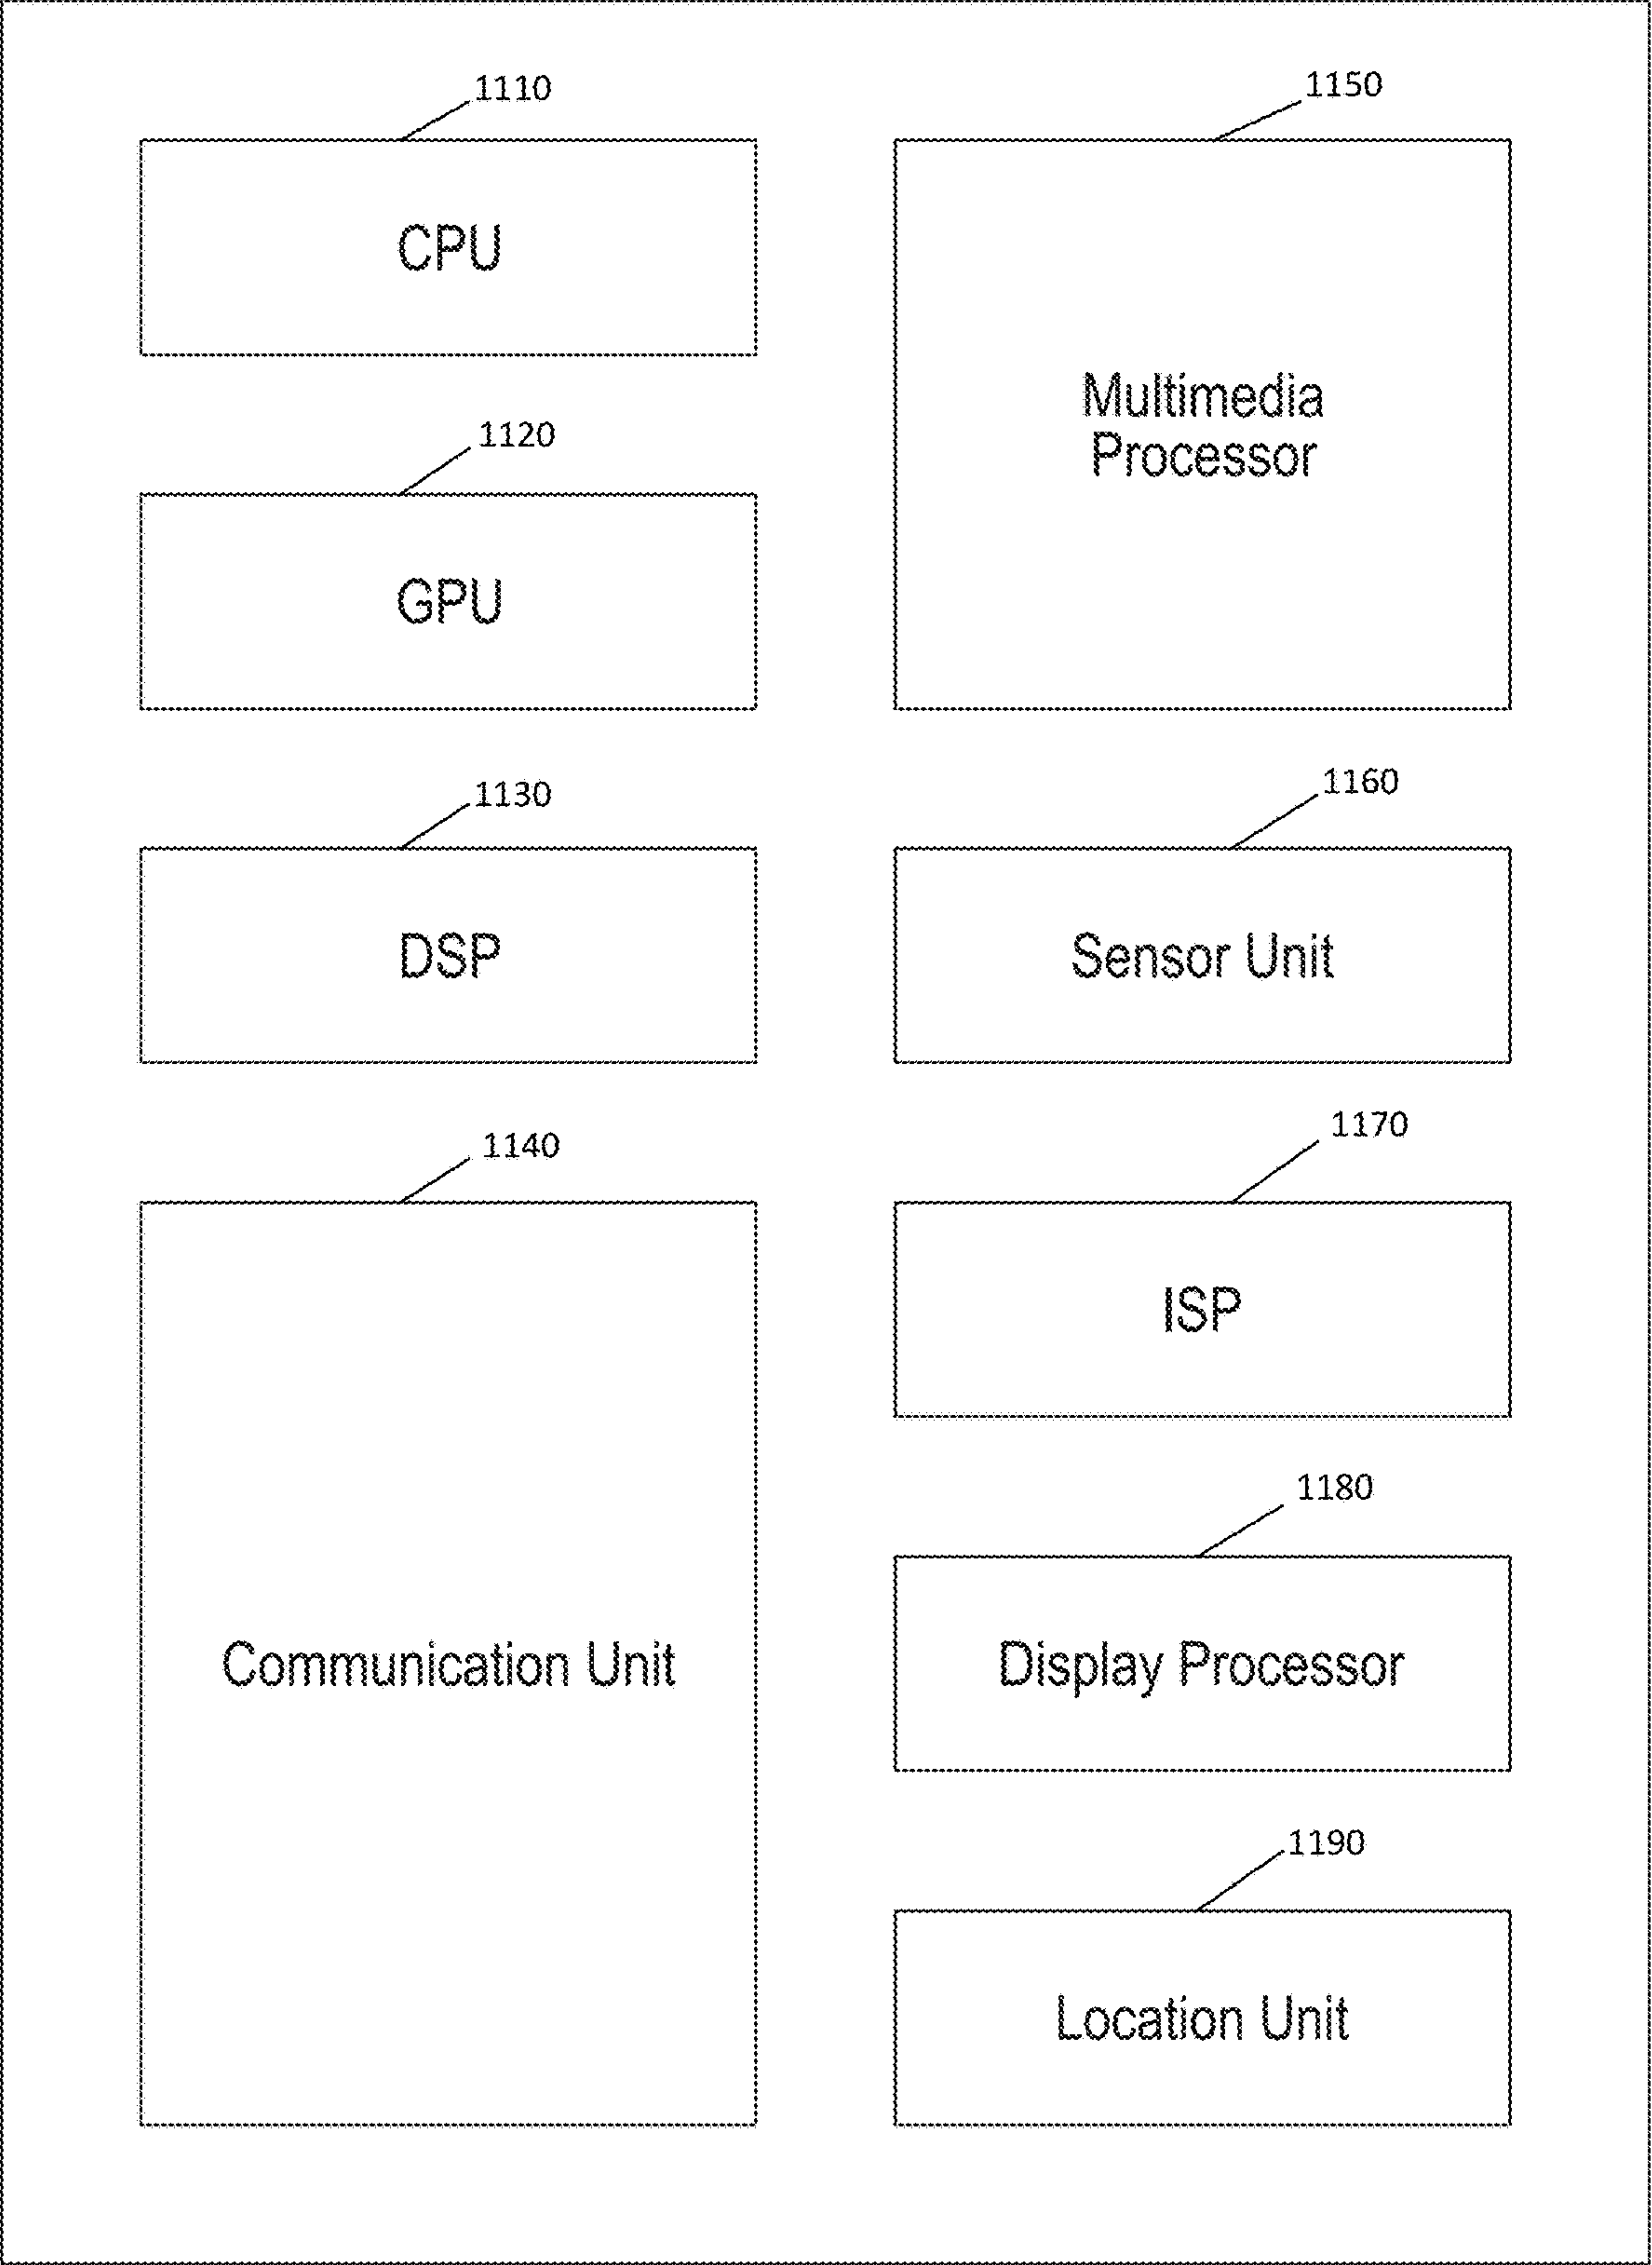 1110
CPU
1120
GPU
1130
DSP
1140
Communication Unit
1150
Multimedia
Processor
1160
Sensor Unit
1170
ISP
1180
Display Processor
1190
Location Unit